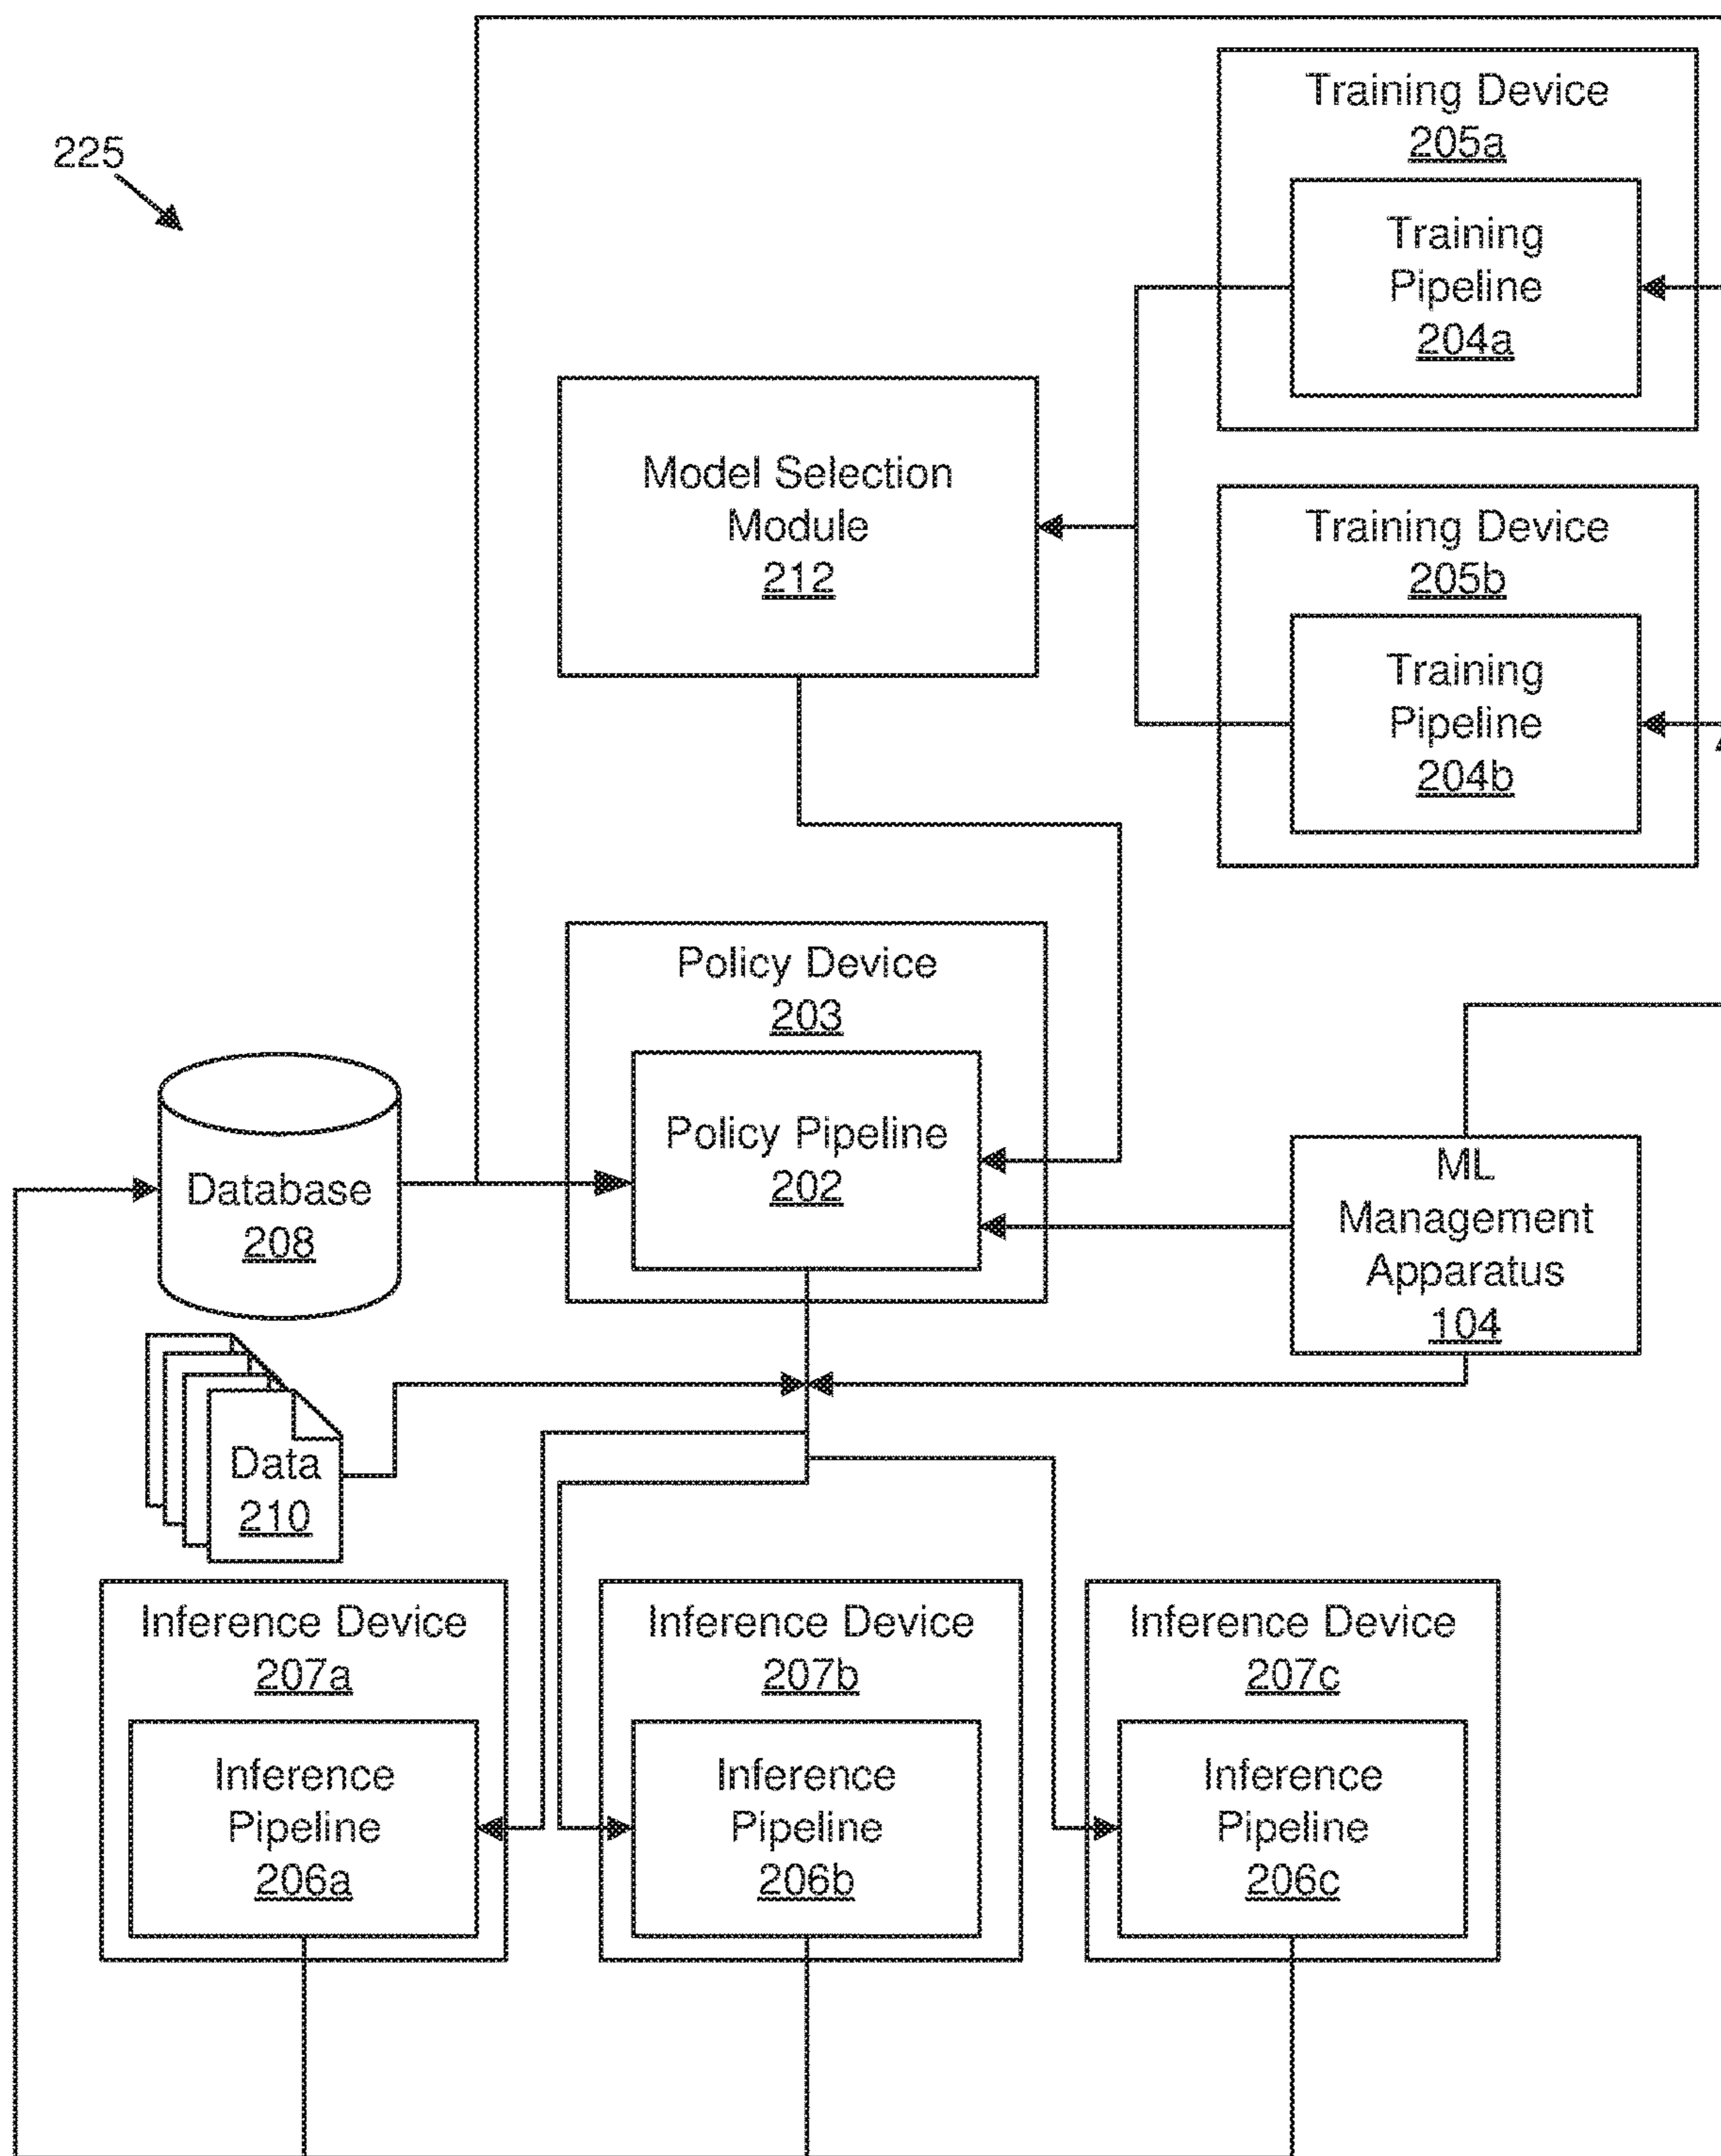 225
Training Device
205a
Training
Pipeline
204a
Model Selection
Module
212
Training Device
205b
Training
Pipeline
204b
Policy Device
203
Policy Pipeline
202
Database
208
ML
Management
Apparatus
104
Data
210
Inference Device
207a
Inference
Pipeline
206a
Inference Device
207b
Inference
Pipeline
206b
Inference Device
207c
Inference
Pipeline
206c